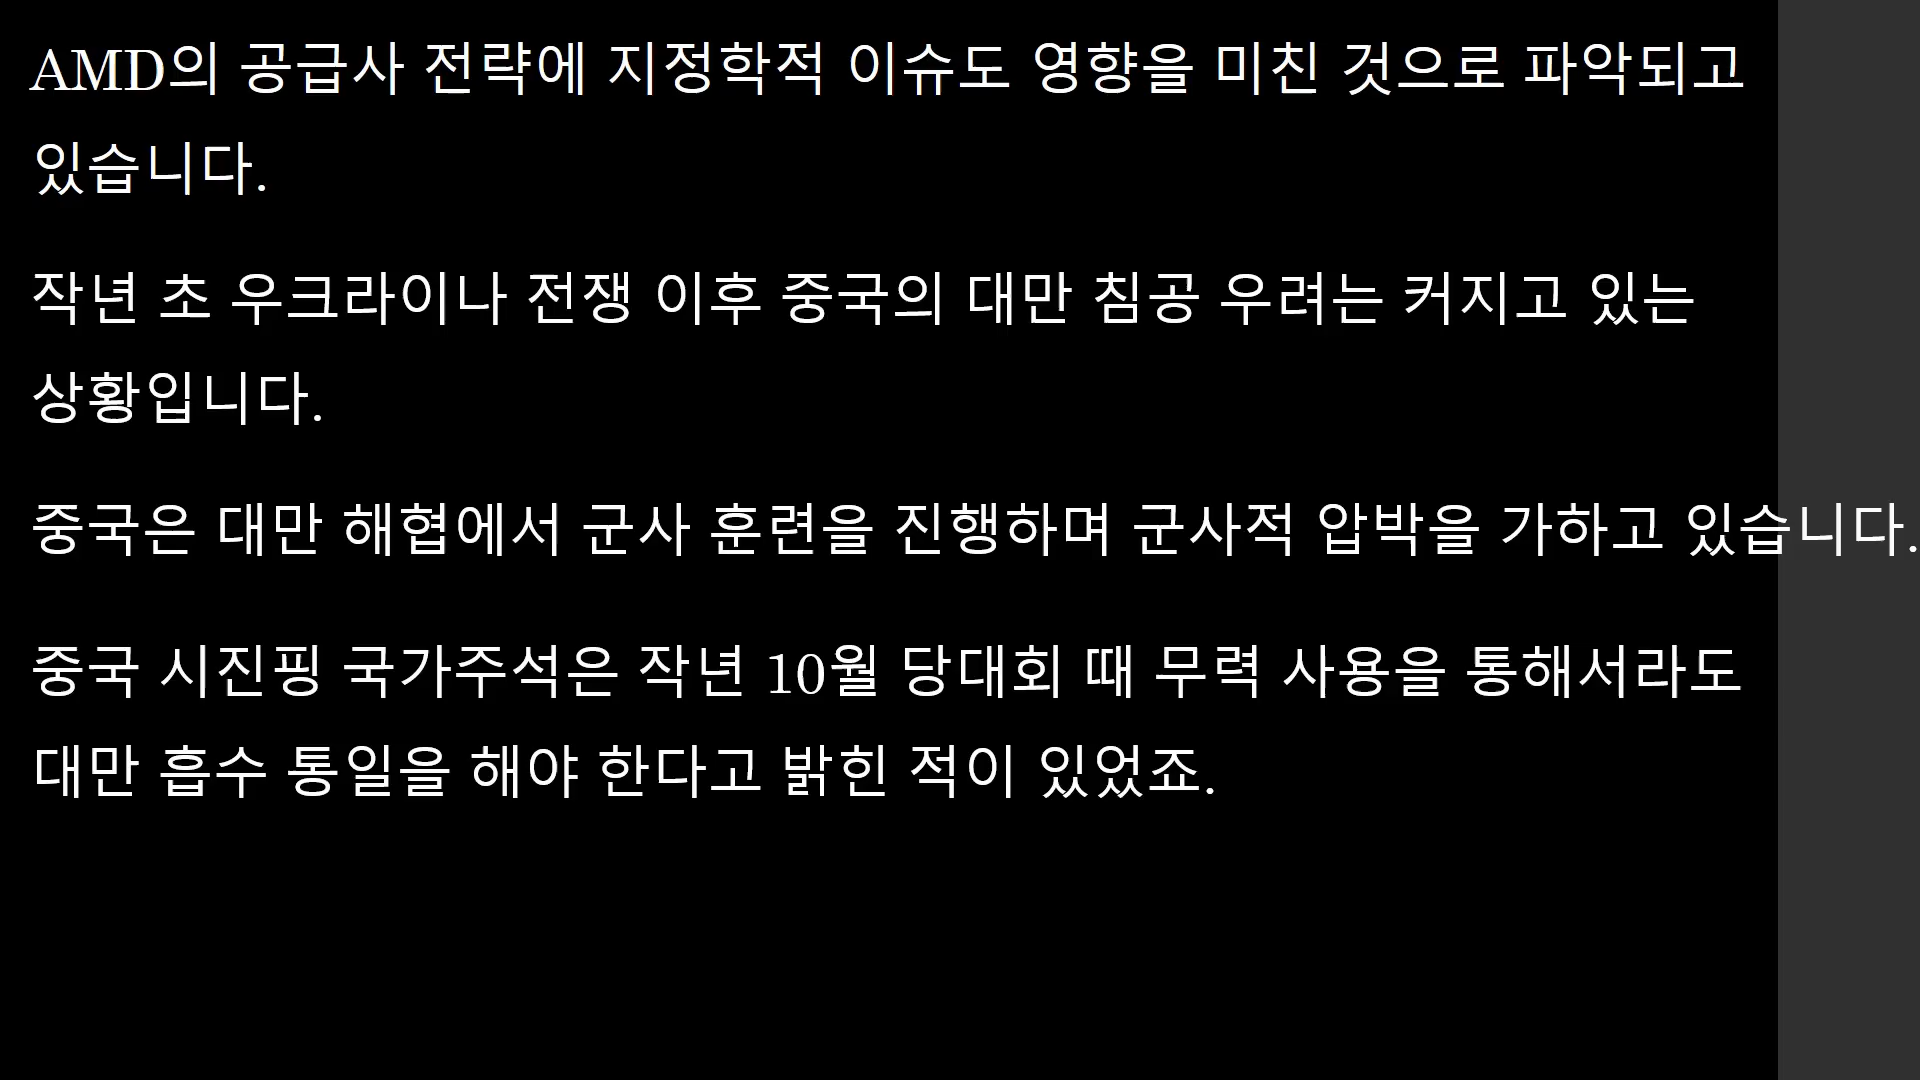 AMD의 공급사 전략에 지정학적 이슈도 영향을 미친 것으로 파악되고
있습니다.
작년 초 우크라이나 전쟁 이후 중국의 대만 침공 우려는 커지고 있는
상황입니다.
중국은 대만 해협에서 군사 훈련을 진행하며 군사적 압박을 가하고 있습니다.
중국 시진핑 국가주석은 작년 10월 당대회 때 무력 사용을 통해서라도
대만 흡수 통일을 해야 한다고 밝힌 적이 있었죠.